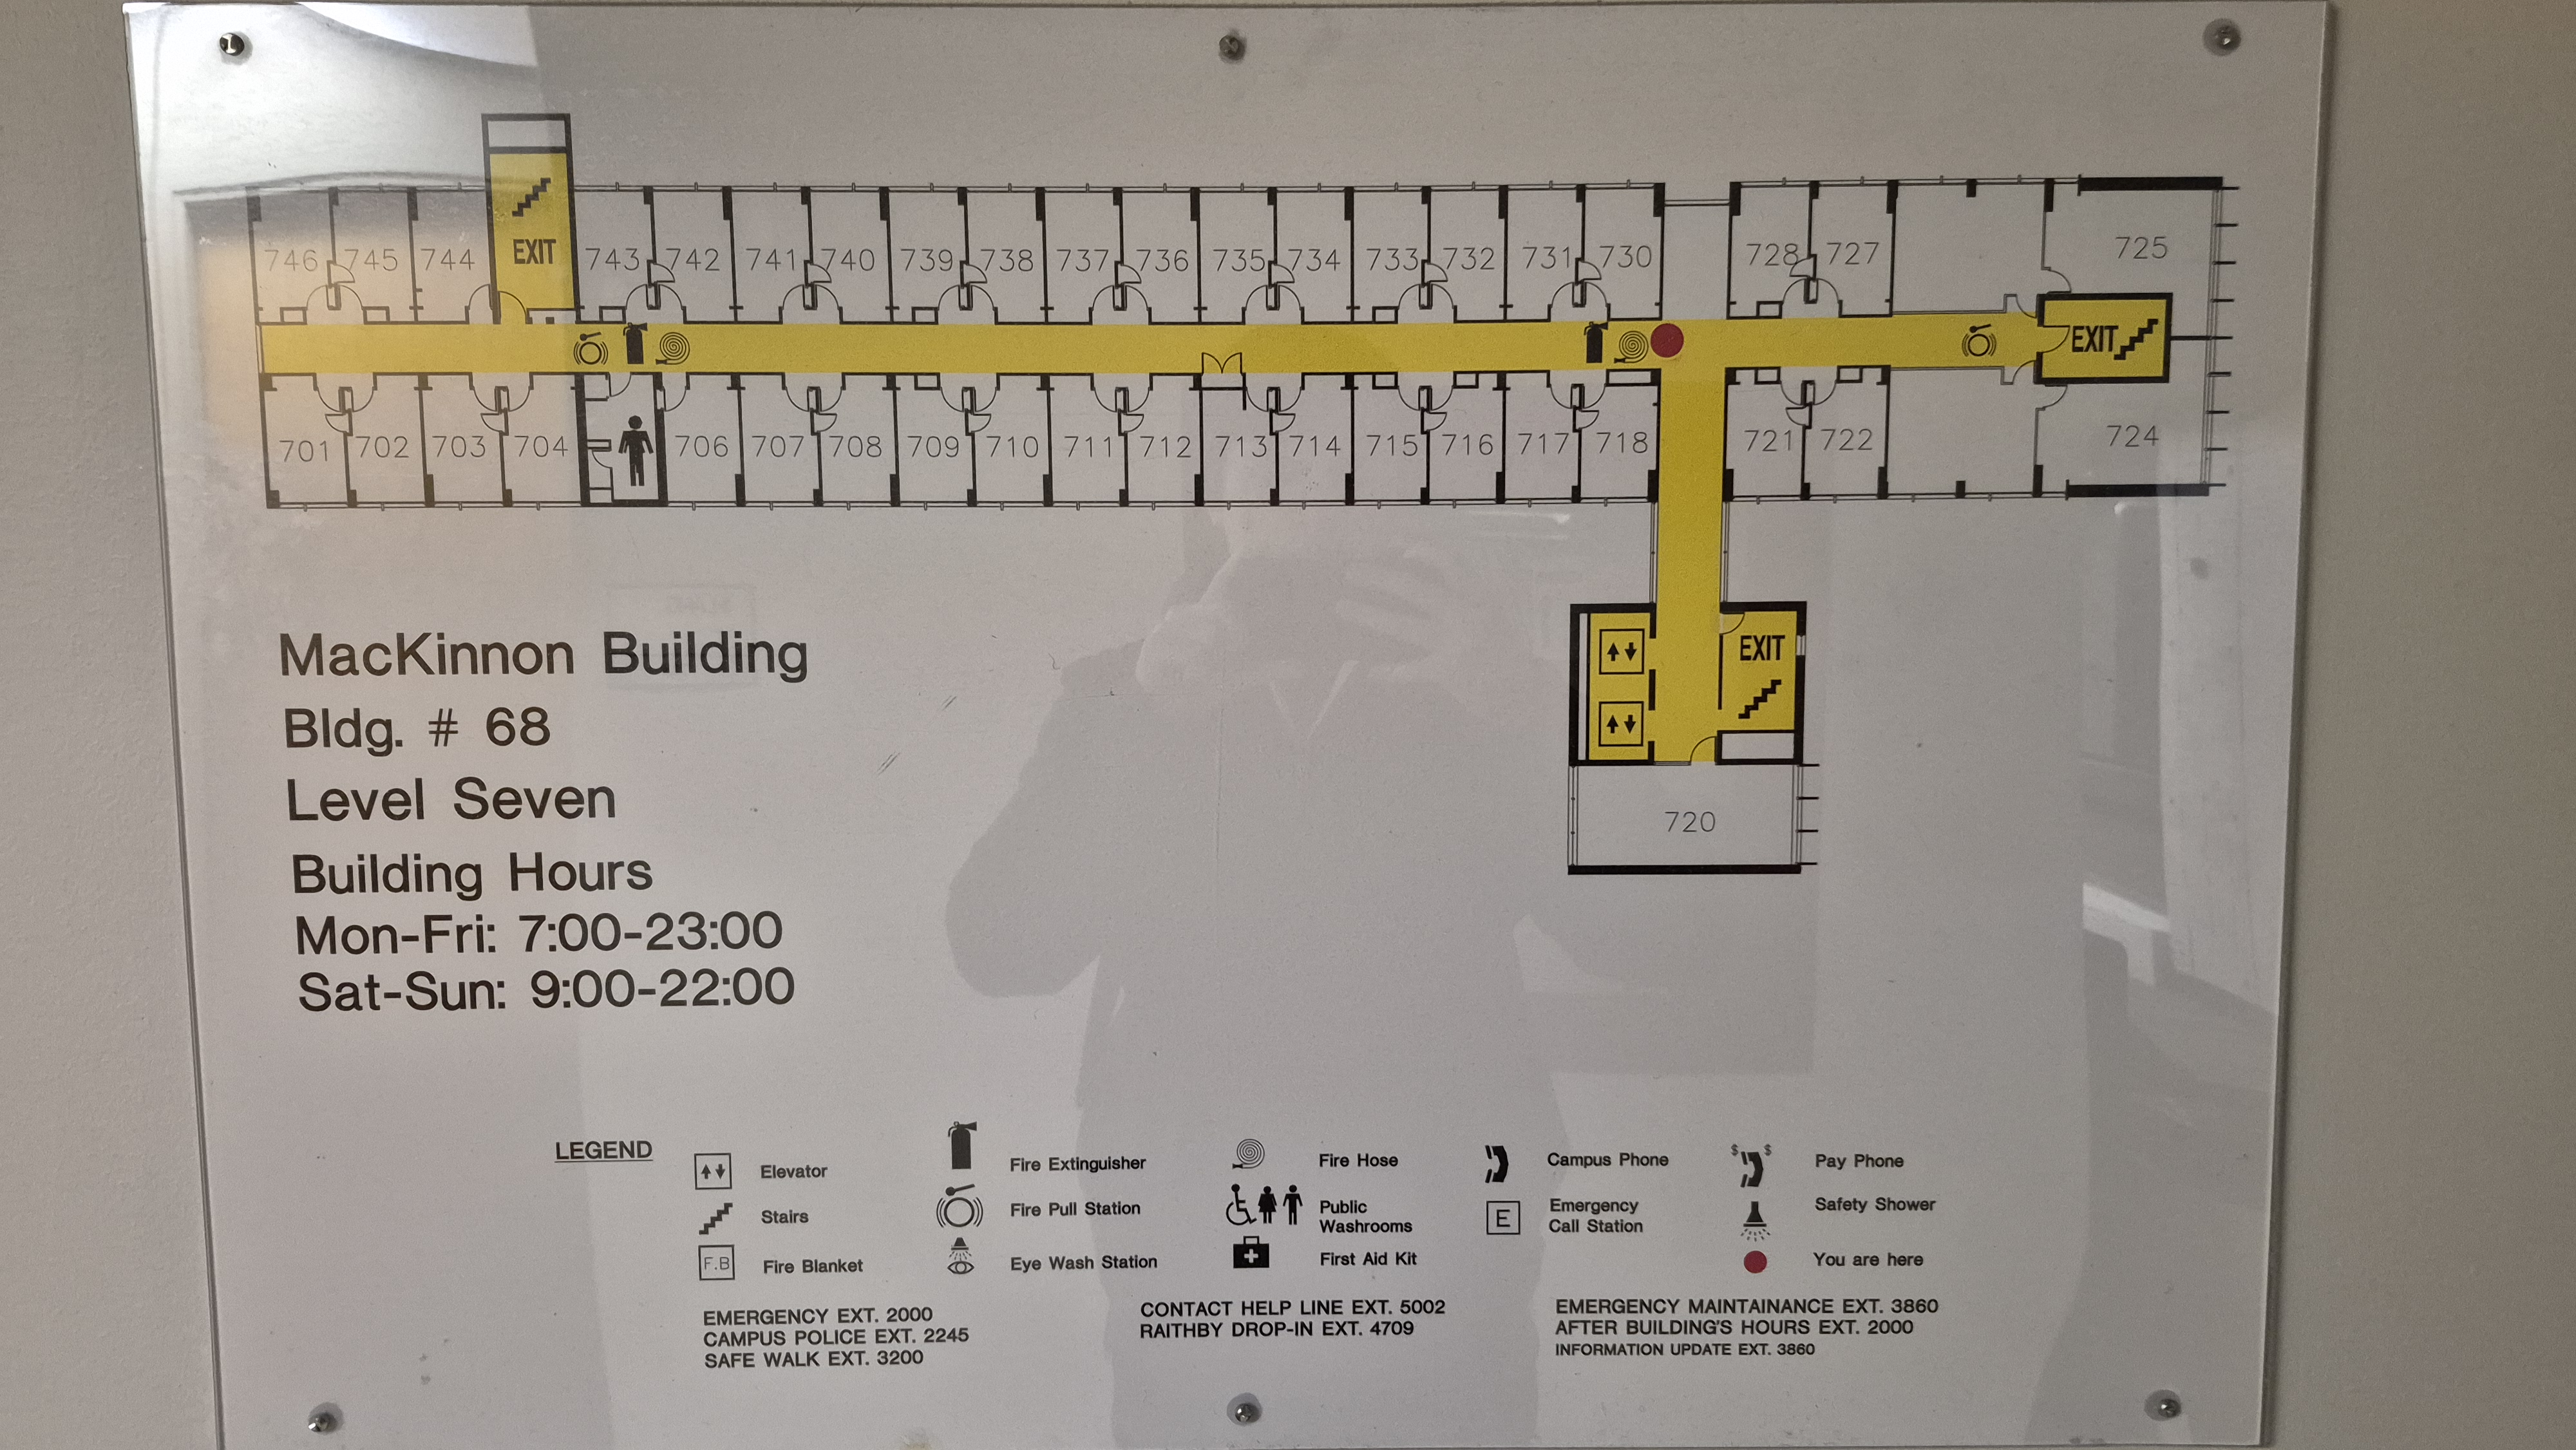 746 745 744 EXIT 743 742 741 740 739 738 737 736 735 734 733 732 731 730 728 727 725
EXIT
701 702 703 704 706 707 708 709 710 711 712 713 714 715 716 717 718 721 722 724
EXIT
720
MacKinnon Building
Bldg. # 68
Level Seven
Building Hours
Mon-Fri: 7:00-23:00
Sat-Sun: 9:00-22:00
LEGEND
Elevator
Stairs
F.B Fire Blanket
Fire Extinguisher
Fire Pull Station
Eye Wash Station
Fire Hose
Public
Washrooms
First Aid Kit
Campus Phone
E Emergency
Call Station
$ $ Pay Phone
Safety Shower
You are here
EMERGENCY EXT. 2000
CAMPUS POLICE EXT. 2245
SAFE WALK EXT. 3200
CONTACT HELP LINE EXT. 5002
RAITHBY DROP-IN EXT. 4709
EMERGENCY MAINTAINANCE EXT. 3860
AFTER BUILDING'S HOURS EXT. 2000
INFORMATION UPDATE EXT. 3860